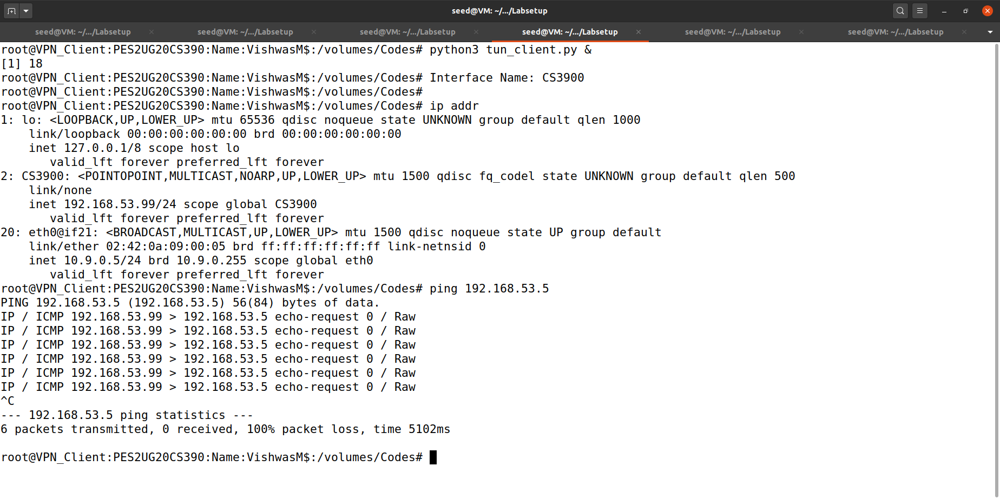 seed@VM: ~/.../Labsetup
seed@VM: ~/.../Labsetup
seed@VM: ~/.../Labsetup
seed@VM: ~/.../Labsetup
seed@VM: ~/.../Labsetup
seed@VM: ~/.../Labsetup
seed@VM: ~/.../Labsetup
root@VPN_Client:PES2UG20CS390:Name:VishwasM$:/volumes/Codes# python3 tun_client.py &
[1] 18
root@VPN_Client:PES2UG20CS390:Name:VishwasM$:/volumes/Codes# Interface Name: CS3900
root@VPN_Client:PES2UG20CS390:Name:VishwasM$:/volumes/Codes#
root@VPN_Client:PES2UG20CS390:Name:VishwasM$:/volumes/Codes# ip addr
1: lo: <LOOPBACK,UP,LOWER_UP> mtu 65536 qdisc noqueue state UNKNOWN group default qlen 1000
    link/loopback 00:00:00:00:00:00 brd 00:00:00:00:00:00
    inet 127.0.0.1/8 scope host lo
       valid_lft forever preferred_lft forever
2: CS3900: <POINTOPOINT,MULTICAST,NOARP,UP,LOWER_UP> mtu 1500 qdisc fq_codel state UNKNOWN group default qlen 500
    link/none
    inet 192.168.53.99/24 scope global CS3900
       valid_lft forever preferred_lft forever
20: eth0@if21: <BROADCAST,MULTICAST,UP,LOWER_UP> mtu 1500 qdisc noqueue state UP group default
    link/ether 02:42:0a:09:00:05 brd ff:ff:ff:ff:ff:ff link-netnsid 0
    inet 10.9.0.5/24 brd 10.9.0.255 scope global eth0
       valid_lft forever preferred_lft forever
root@VPN_Client:PES2UG20CS390:Name:VishwasM$:/volumes/Codes# ping 192.168.53.5
PING 192.168.53.5 (192.168.53.5) 56(84) bytes of data.
IP / ICMP 192.168.53.99 > 192.168.53.5 echo-request 0 / Raw
IP / ICMP 192.168.53.99 > 192.168.53.5 echo-request 0 / Raw
IP / ICMP 192.168.53.99 > 192.168.53.5 echo-request 0 / Raw
IP / ICMP 192.168.53.99 > 192.168.53.5 echo-request 0 / Raw
IP / ICMP 192.168.53.99 > 192.168.53.5 echo-request 0 / Raw
IP / ICMP 192.168.53.99 > 192.168.53.5 echo-request 0 / Raw
^C
--- 192.168.53.5 ping statistics ---
6 packets transmitted, 0 received, 100% packet loss, time 5102ms
root@VPN_Client:PES2UG20CS390:Name:VishwasM$:/volumes/Codes#